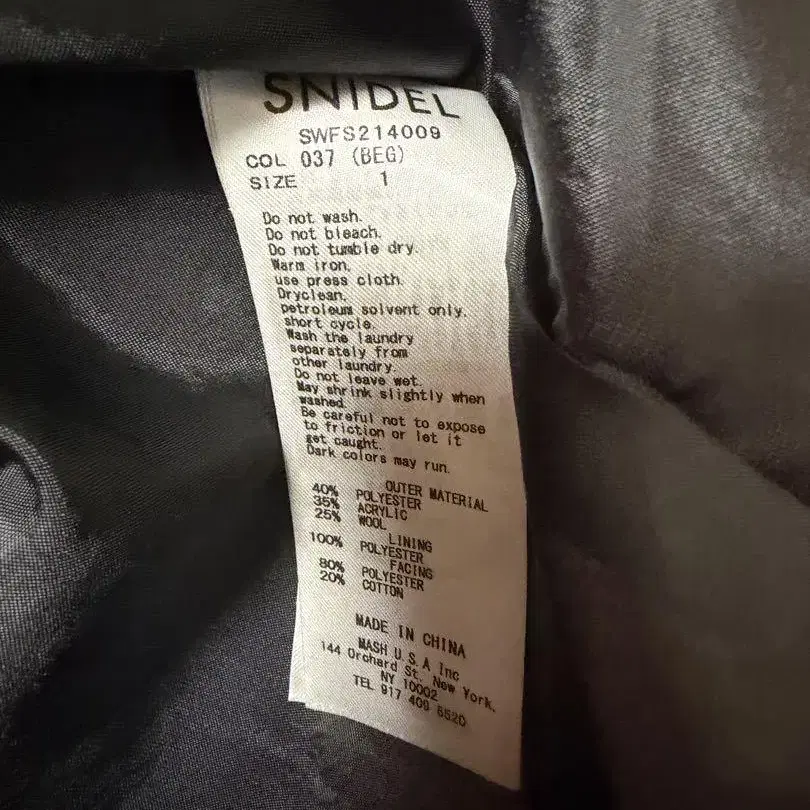 SNIDEL
SWFS214009
COL 037 (BEG)
SIZE 1
Do not wash.
Do not bleach.
Do not tumble dry.
Warm iron,
use press cloth.
Dryclean,
petroleum solvent only,
short cycle.
Wash the laundry
separately from
other laundry.
Do not leave wet.
May shrink slightly when
washed.
Be careful not to expose
to friction or let it
get caught.
Dark colors may run.
OUTER MATERIAL
40% POLYESTER
35% ACRYLIC
25% WOOL
LINING
100% POLYESTER
FACING
80% POLYESTER
20% COTTON
MADE IN CHINA
MASH U.S.A Inc
144 Orchard St. New York,
NY 10002
TEL 917 409 6520